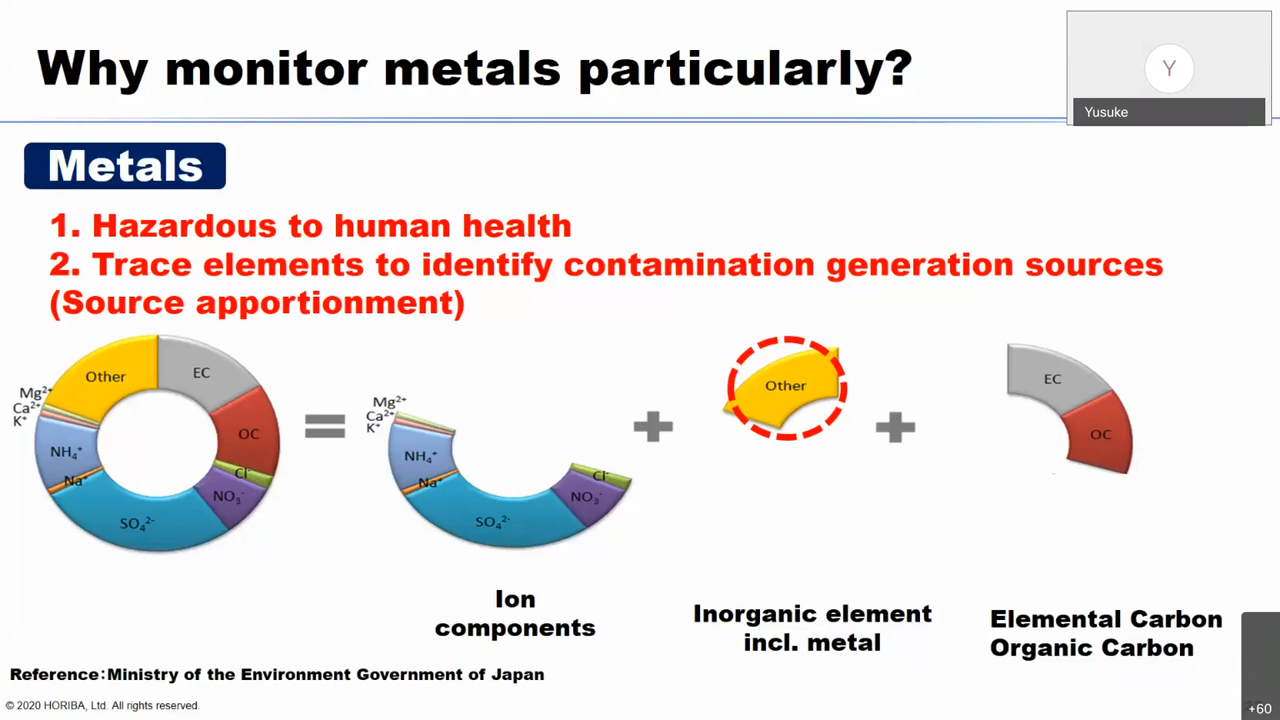 Why monitor metals particularly?
Y
Yusuke
Metals
1. Hazardous to human health
2. Trace elements to identify contamination generation sources
(Source apportionment)
Other
EC
OC
Cl⁻
NO₃⁻
SO₄²⁻
Na⁺
NH₄⁺
K⁺
Ca²⁺
Mg²⁺
=
Mg²⁺
Ca²⁺
K⁺
NH₄⁺
Na⁺
SO₄²⁻
NO₃⁻
Cl⁻
+
Other
+
EC
OC
Ion
components
Inorganic element
incl. metal
Elemental Carbon
Organic Carbon
Reference:Ministry of the Environment Government of Japan
© 2020 HORIBA, Ltd. All rights reserved.
+60